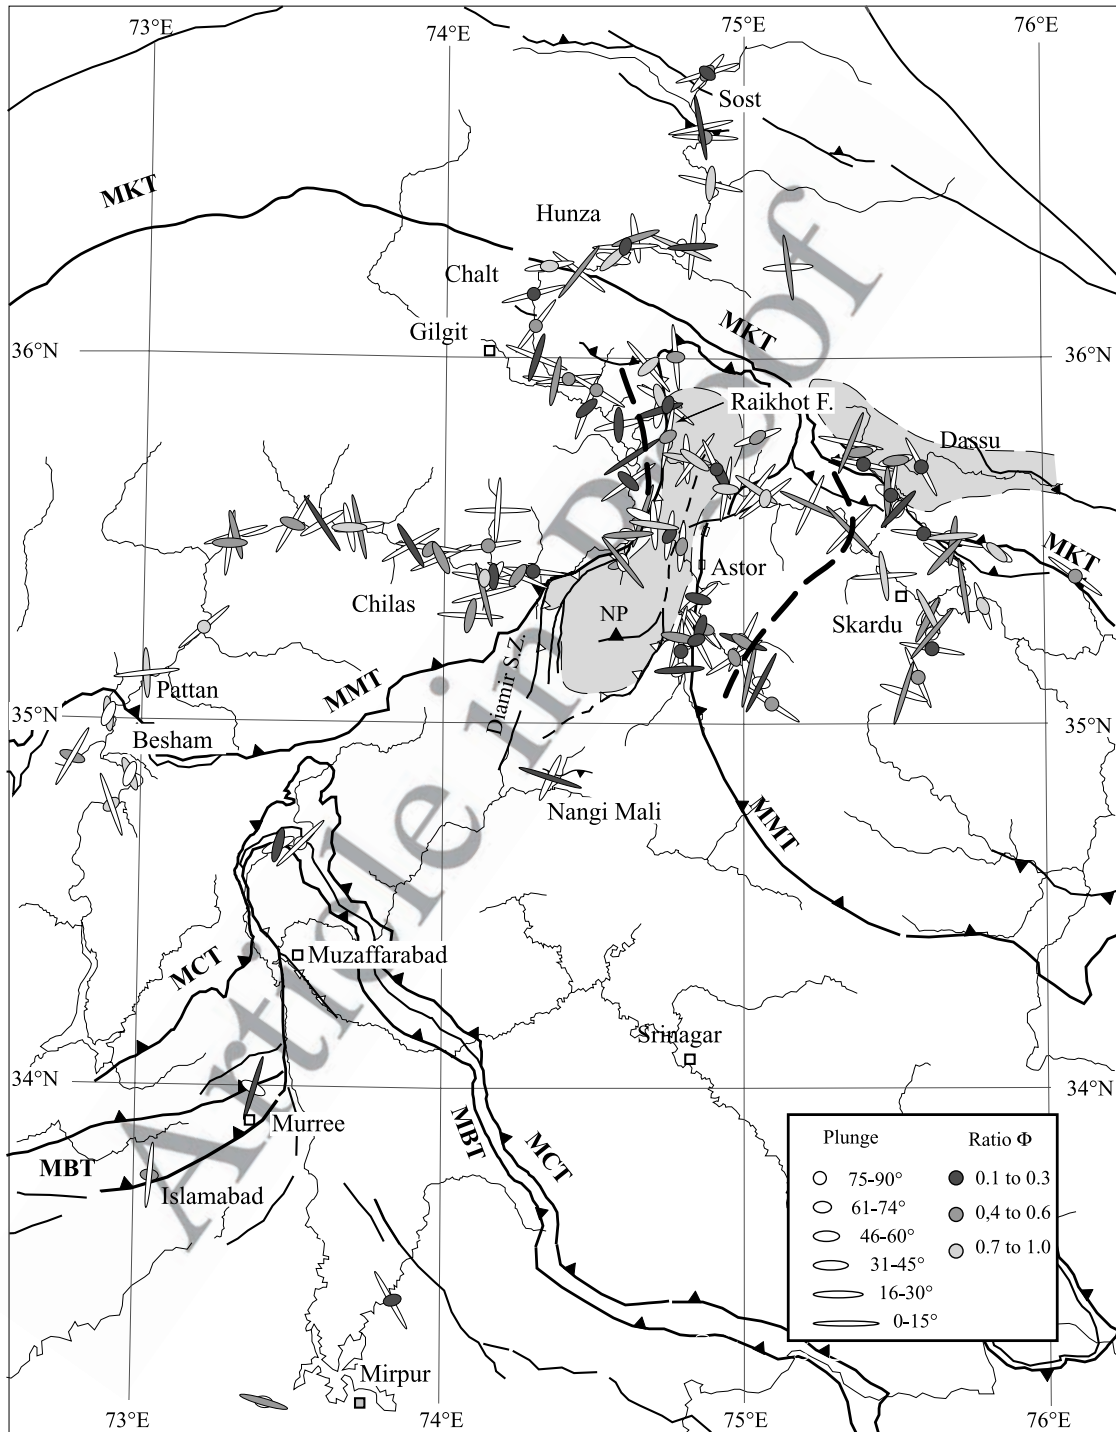 73°E
74°E
75°E
76°E
Sost
MKT
Hunza
Chalt
Gilgit
MKT
36°N
36°N
Raikhot F.
Dassu
MKT
Astor
Chilas
NP
Skardu
Diamir S.Z.
Pattan
MMT
35°N
35°N
Besham
Nangi Mali
MMT
Muzaffarabad
MCT
Srinagar
34°N
34°N
Murree
MBT
MCT
MBT
Islamabad
Mirpur
Plunge
Ratio Φ
75-90°
0.1 to 0.3
61-74°
0,4 to 0.6
46-60°
0.7 to 1.0
31-45°
16-30°
0-15°
73°E
74°E
75°E
76°E
Article in Proof